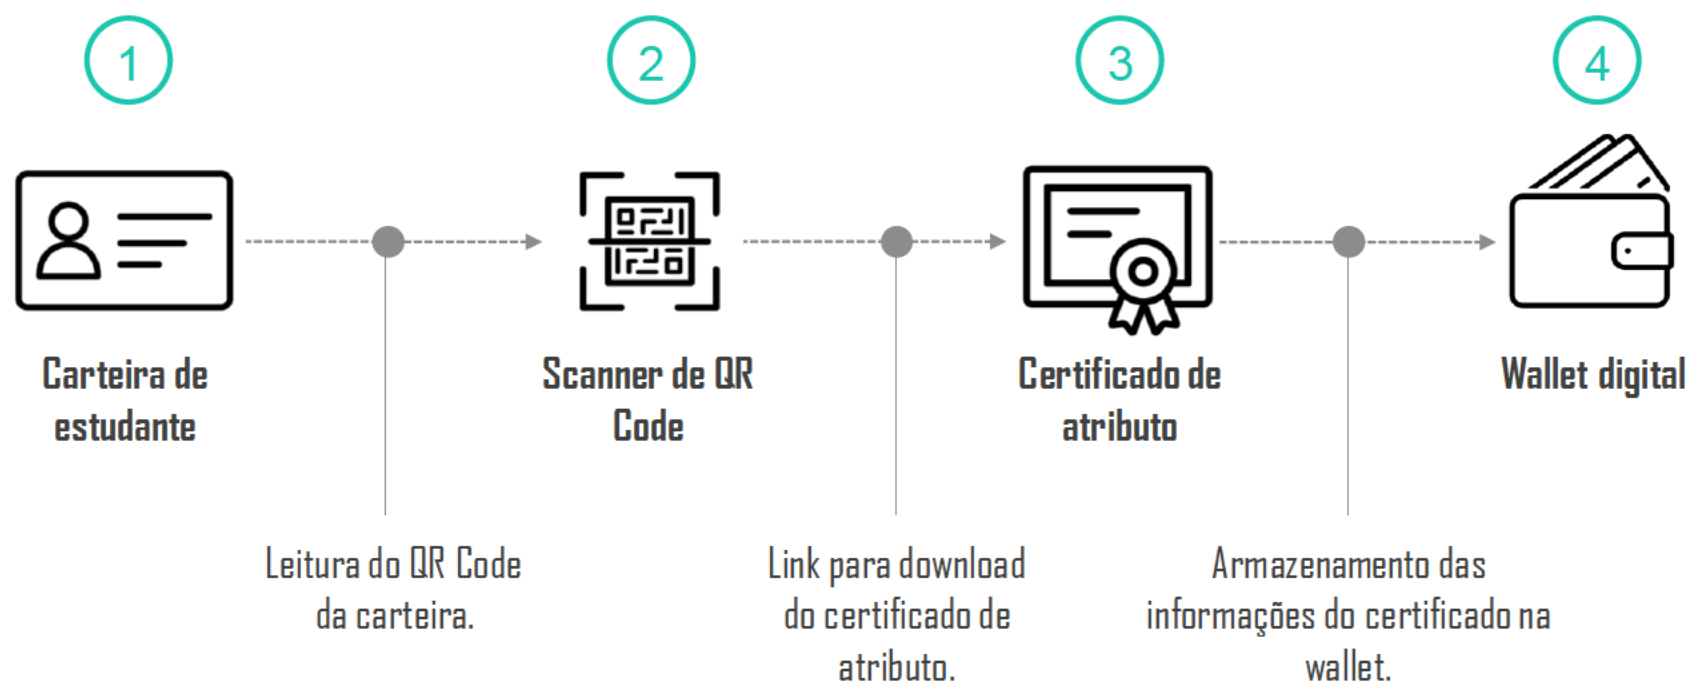 1
2
3
4
Carteira de
estudante
Scanner de QR
Code
Certificado de
atributo
Wallet digital
Leitura do QR Code
da carteira.
Link para download
do certificado de
atributo.
Armazenamento das
informações do certificado na
wallet.